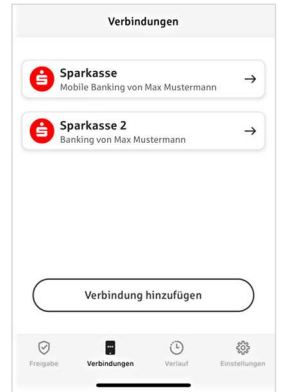 Verbindungen
Sparkasse
Mobile Banking von Max Mustermann
Sparkasse 2
Banking von Max Mustermann
Verbindung hinzufügen
Freigabe
Verbindungen
Verlauf
Einstellungen